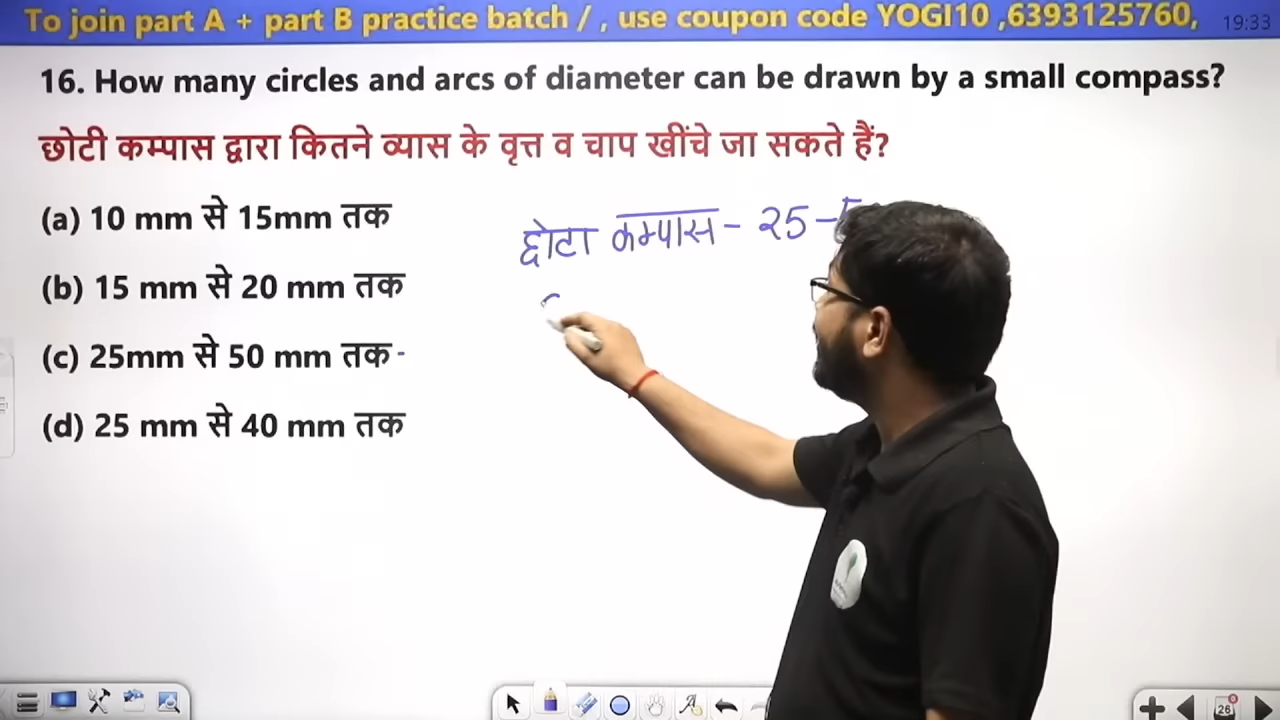 To join part A + part B practice batch / , use coupon code YOGI10 ,6393125760,
19:33
16. How many circles and arcs of diameter can be drawn by a small compass?
छोटी कम्पास द्वारा कितने व्यास के वृत्त व चाप खींचे जा सकते हैं?
(a) 10 mm से 15mm तक
(b) 15 mm से 20 mm तक
(c) 25mm से 50 mm तक -
(d) 25 mm से 40 mm तक
छोटा कम्पास - 25 -
26